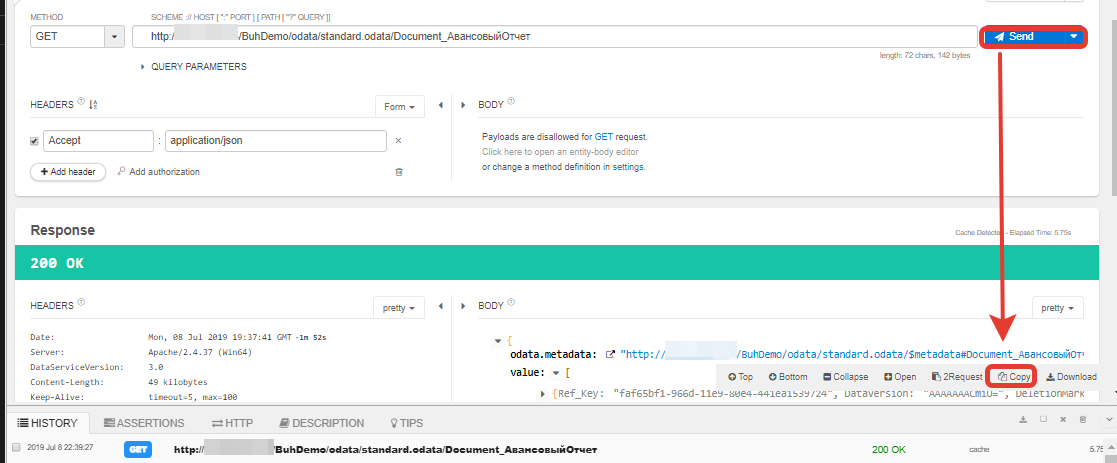 METHOD SCHEME :// HOST [ ":" PORT ] [ PATH [ "?" QUERY ]]
GET http:/ /BuhDemo/odata/standard.odata/Document_АвансовыйОтчет Send
length: 72 chars, 142 bytes
QUERY PARAMETERS
HEADERS Form BODY
Accept : application/json ×
Payloads are disallowed for GET request.
Click here to open an entity-body editor
or change a method definition in settings.
+ Add header Add authorization
Response Cache Detected - Elapsed Time: 5.75s
200 OK
HEADERS pretty BODY pretty
Date: Mon, 08 Jul 2019 19:37:41 GMT -1m 52s
Server: Apache/2.4.37 (Win64)
DataServiceVersion: 3.0
Content-Length: 49 kilobytes
Keep-Alive: timeout=5, max=100
{
odata.metadata: "http:// /BuhDemo/odata/standard.odata/$metadata#Document_АвансовыйОт
value: [
Top Bottom Collapse Open 2Request Copy Download
{Ref_Key: "faf65bf1-966d-11e9-80e4-441ea1539724", DataVersion: "AAAAAAACmiU=", DeletionMark
HISTORY ASSERTIONS HTTP DESCRIPTION TIPS
2019 Jul 8 22:39:27 GET http:// /BuhDemo/odata/standard.odata/Document_АвансовыйОтчет 200 OK cache 5.75